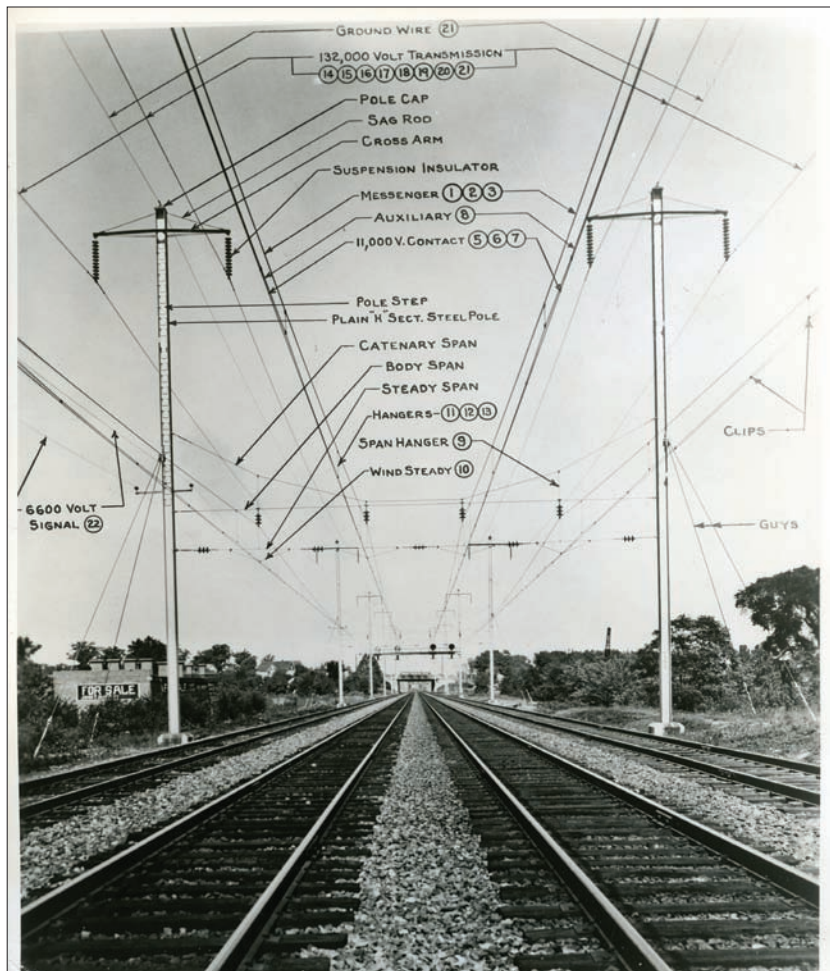 GROUND WIRE 21
132,000 VOLT TRANSMISSION
14 15 16 17 18 19 20 21
POLE CAP
SAG ROD
CROSS ARM
SUSPENSION INSULATOR
MESSENGER 1 2 3
AUXILIARY 8
11,000 V. CONTACT 5 6 7
POLE STEP
PLAIN "H" SECT. STEEL POLE
CATENARY SPAN
BODY SPAN
STEADY SPAN
HANGERS- 11 12 13
SPAN HANGER 9
WIND STEADY 10
CLIPS
6600 VOLT
SIGNAL 22
GUYS
FOR SALE